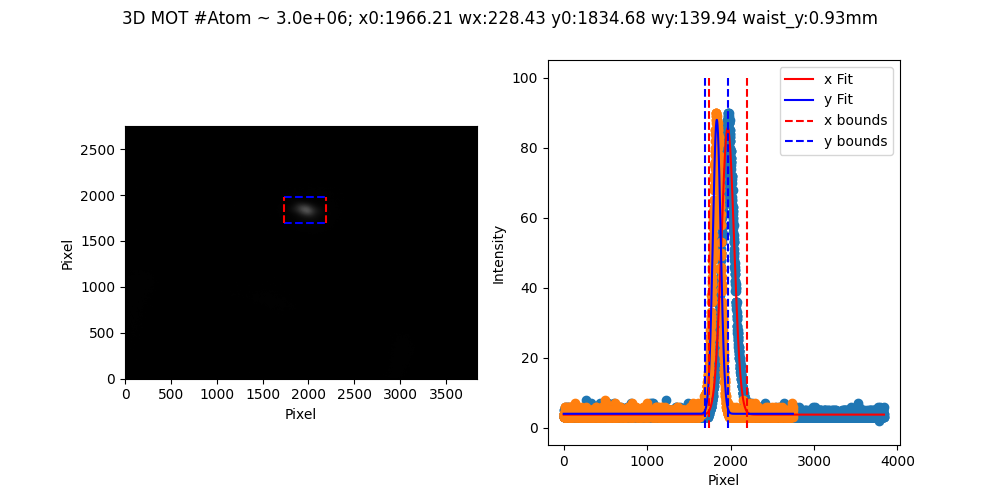 3D MOT #Atom ~ 3.0e+06; x0:1966.21 wx:228.43 y0:1834.68 wy:139.94 waist_y:0.93mm
Pixel
2500
2000
1500
1000
500
0
0 500 1000 1500 2000 2500 3000 3500
Pixel
Intensity
100
80
60
40
20
0
0 1000 2000 3000 4000
Pixel
x Fit
y Fit
x bounds
y bounds